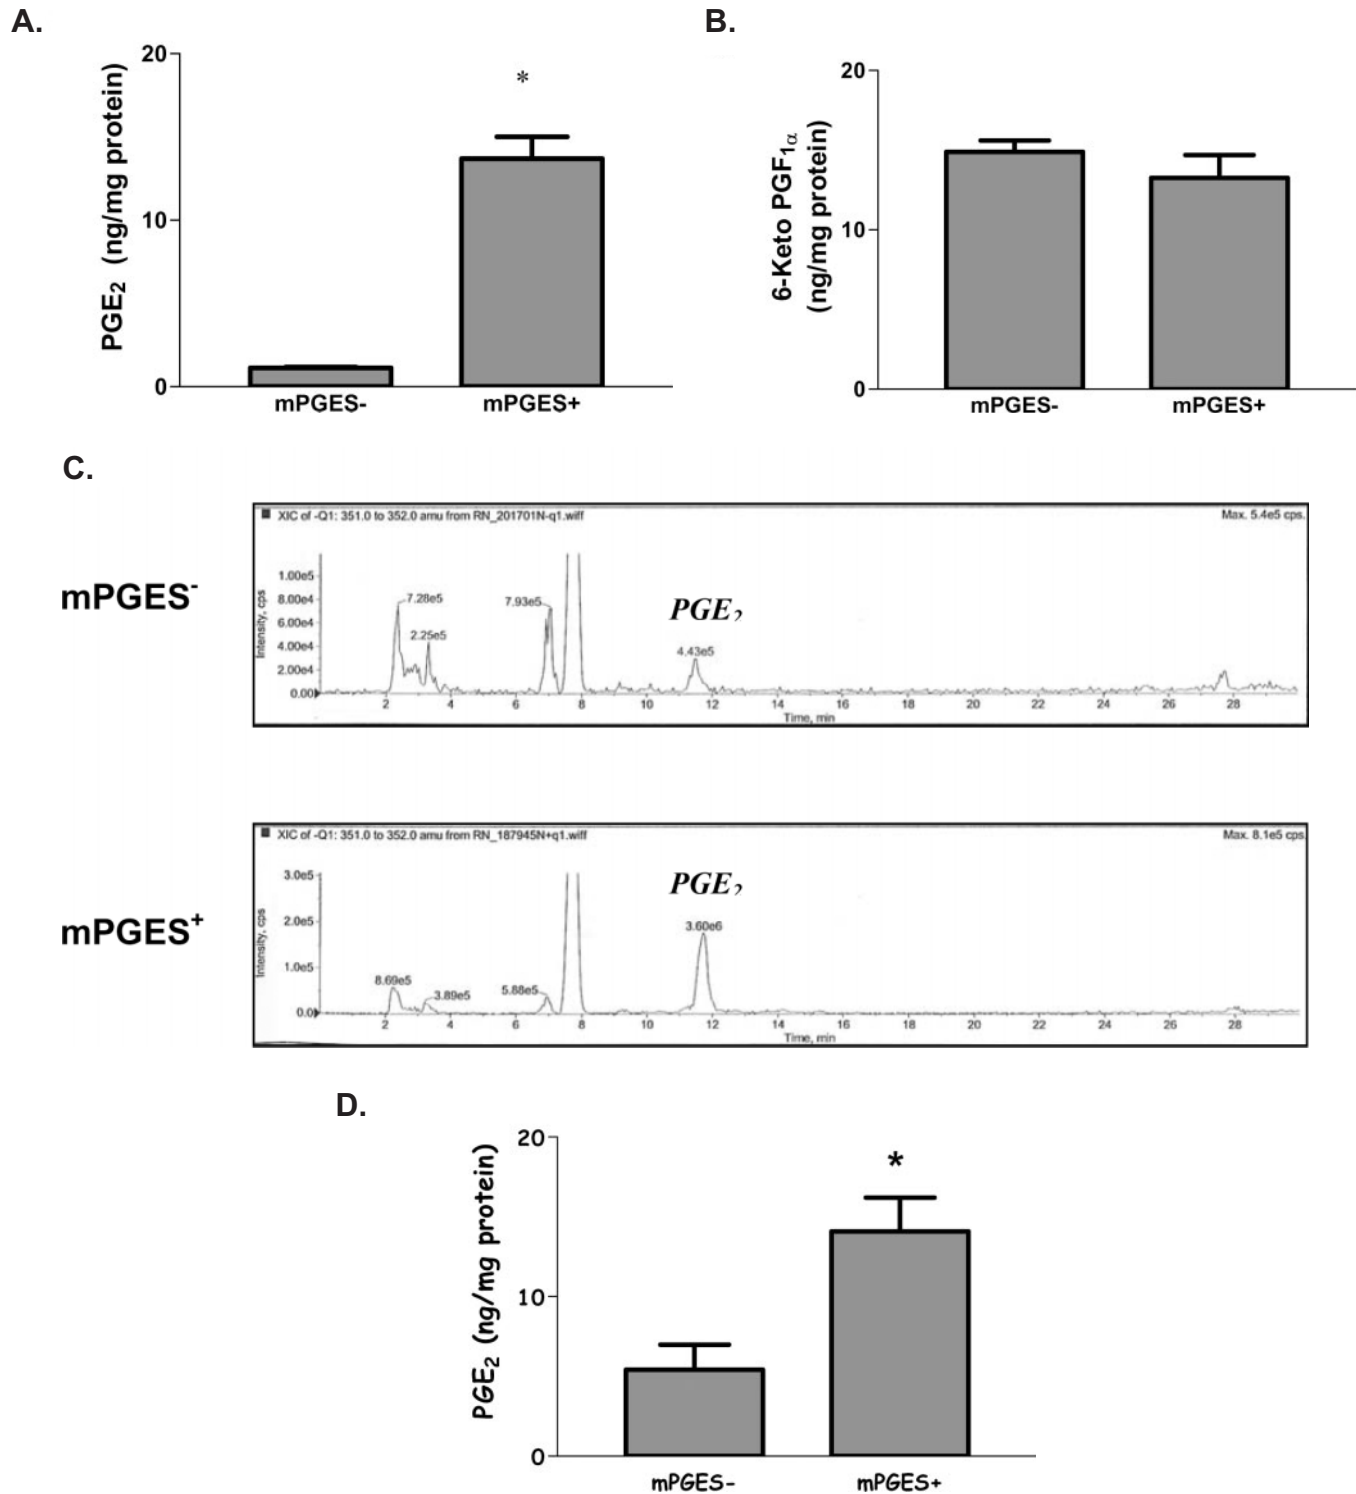 A.
20
10
0
PGE2 (ng/mg protein)
*
mPGES-
mPGES+
B.
20
10
0
6-Keto PGF1α
(ng/mg protein)
mPGES-
mPGES+
C.
mPGES-
XIC of -Q1: 351.0 to 352.0 amu from RN_201701N-q1.wiff
Max. 5.4e5 cps.
Intensity, cps
1.00e5
8.00e4
6.00e4
4.00e4
2.00e4
0.00
7.28e5
2.25e5
7.93e5
PGE2
4.43e5
2 4 6 8 10 12 14 16 18 20 22 24 26 28
Time, min
mPGES+
XIC of -Q1: 351.0 to 352.0 amu from RN_187945N+q1.wiff
Max. 8.1e5 cps.
Intensity, cps
3.0e5
2.0e5
1.0e5
0.0
8.69e5
3.89e5
5.88e5
PGE2
3.60e6
2 4 6 8 10 12 14 16 18 20 22 24 26 28
Time, min
D.
20
10
0
PGE2 (ng/mg protein)
*
mPGES-
mPGES+